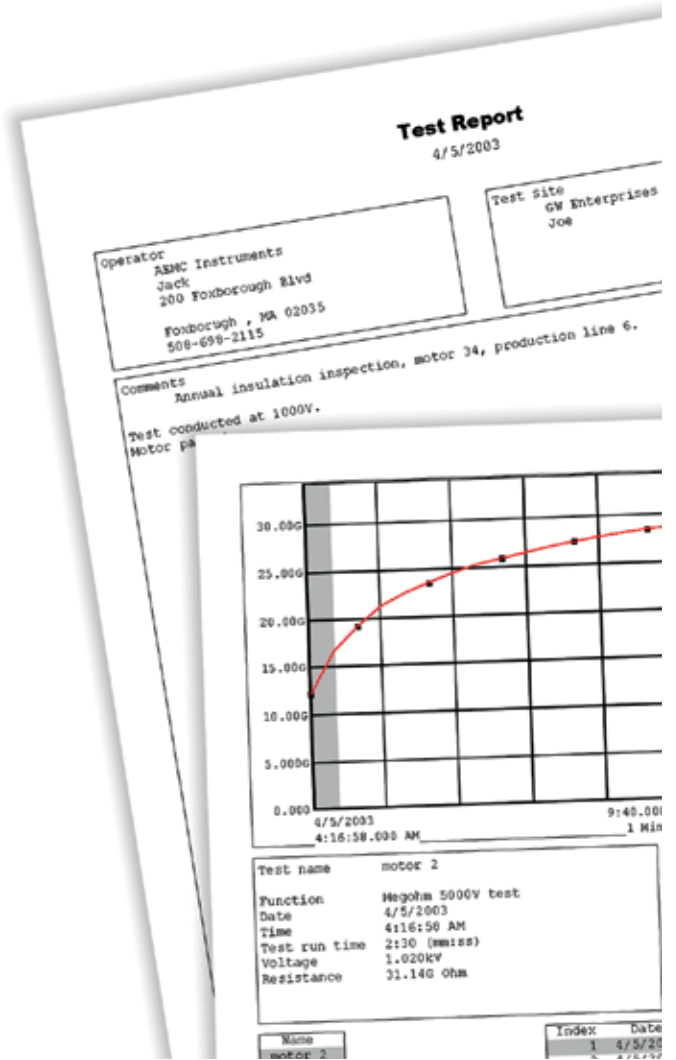 Test Report
4/5/2003
Operator
AEMC Instruments
Jack
200 Foxborough Blvd
Foxborugh , MA 02035
508-698-2115
Test Site
GW Enterprises
Joe
Comments
Annual insulation inspection, motor 34, production line 6.
Test conducted at 1000V.
Motor
30.00G
25.00G
20.00G
15.00G
10.00G
5.000G
0.000
4/5/2003
4:16:58.000 AM
9:40.000
1 Min
Test name motor 2
Function Megohm 5000V test
Date 4/5/2003
Time 4:16:58 AM
Test run time 2:30 (mm:ss)
Voltage 1.020kV
Resistance 31.14G Ohm
Name
motor 2
Index Date
1 4/5/20